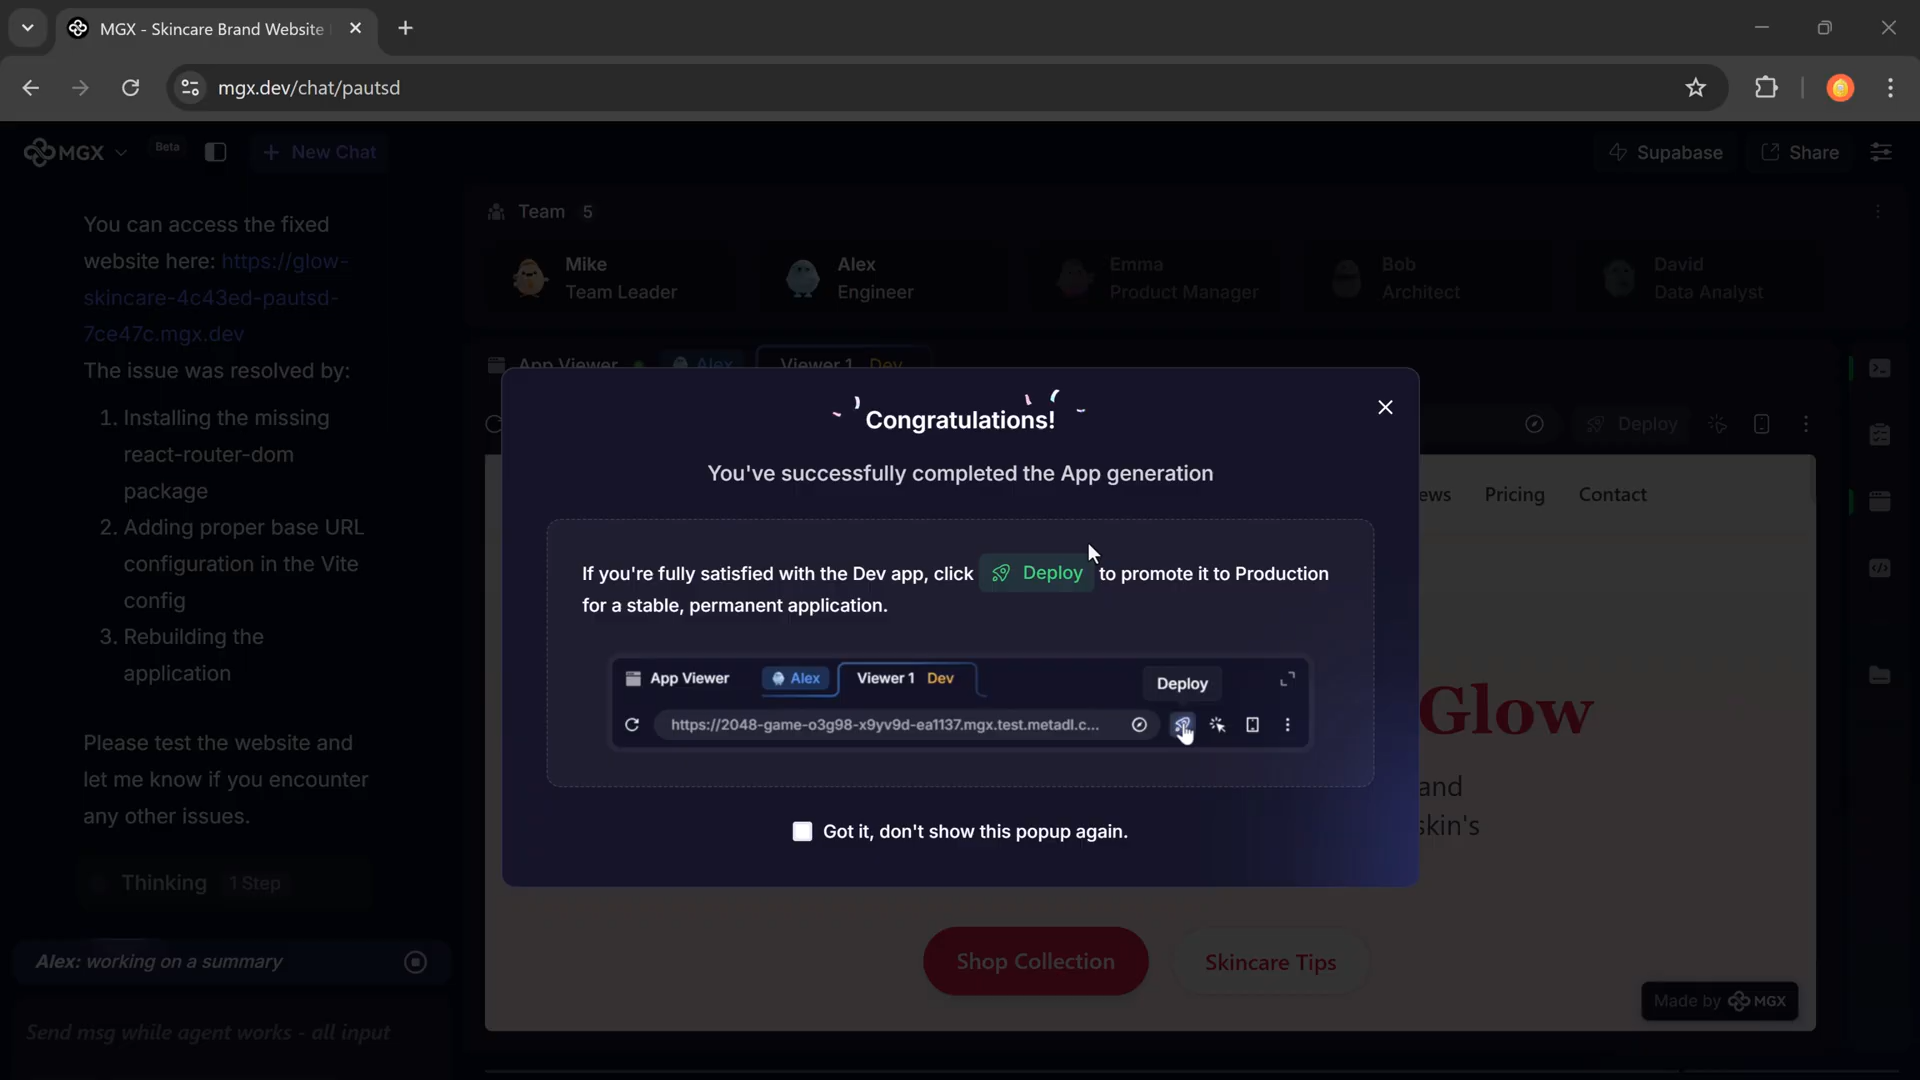 MGX - Skincare Brand Website
mgx.dev/chat/pautsd
MGX
Beta
New Chat
Supabase
Share
You can access the fixed
website here: https://glow-
skincare-4c43ed-pautsd-
7ce47c.mgx.dev
The issue was resolved by:
1. Installing the missing
react-router-dom
package
2. Adding proper base URL
configuration in the Vite
config
3. Rebuilding the
application
Please test the website and
let me know if you encounter
any other issues.
Thinking 1 Step
Alex: working on a summary
Send msg while agent works - all input
Team 5
Mike
Team Leader
Alex
Engineer
Emma
Product Manager
Bob
Architect
David
Data Analyst
App Viewer
Alex
Viewer 1 Dev
Deploy
Congratulations!
You've successfully completed the App generation
If you're fully satisfied with the Dev app, click Deploy to promote it to Production
for a stable, permanent application.
App Viewer
Alex
Viewer 1 Dev
Deploy
https://2048-game-o3g98-x9yv9d-ea1137.mgx.test.metadl.c...
Got it, don't show this popup again.
ews
Pricing
Contact
Glow
and
skin's
Shop Collection
Skincare Tips
Made by MGX